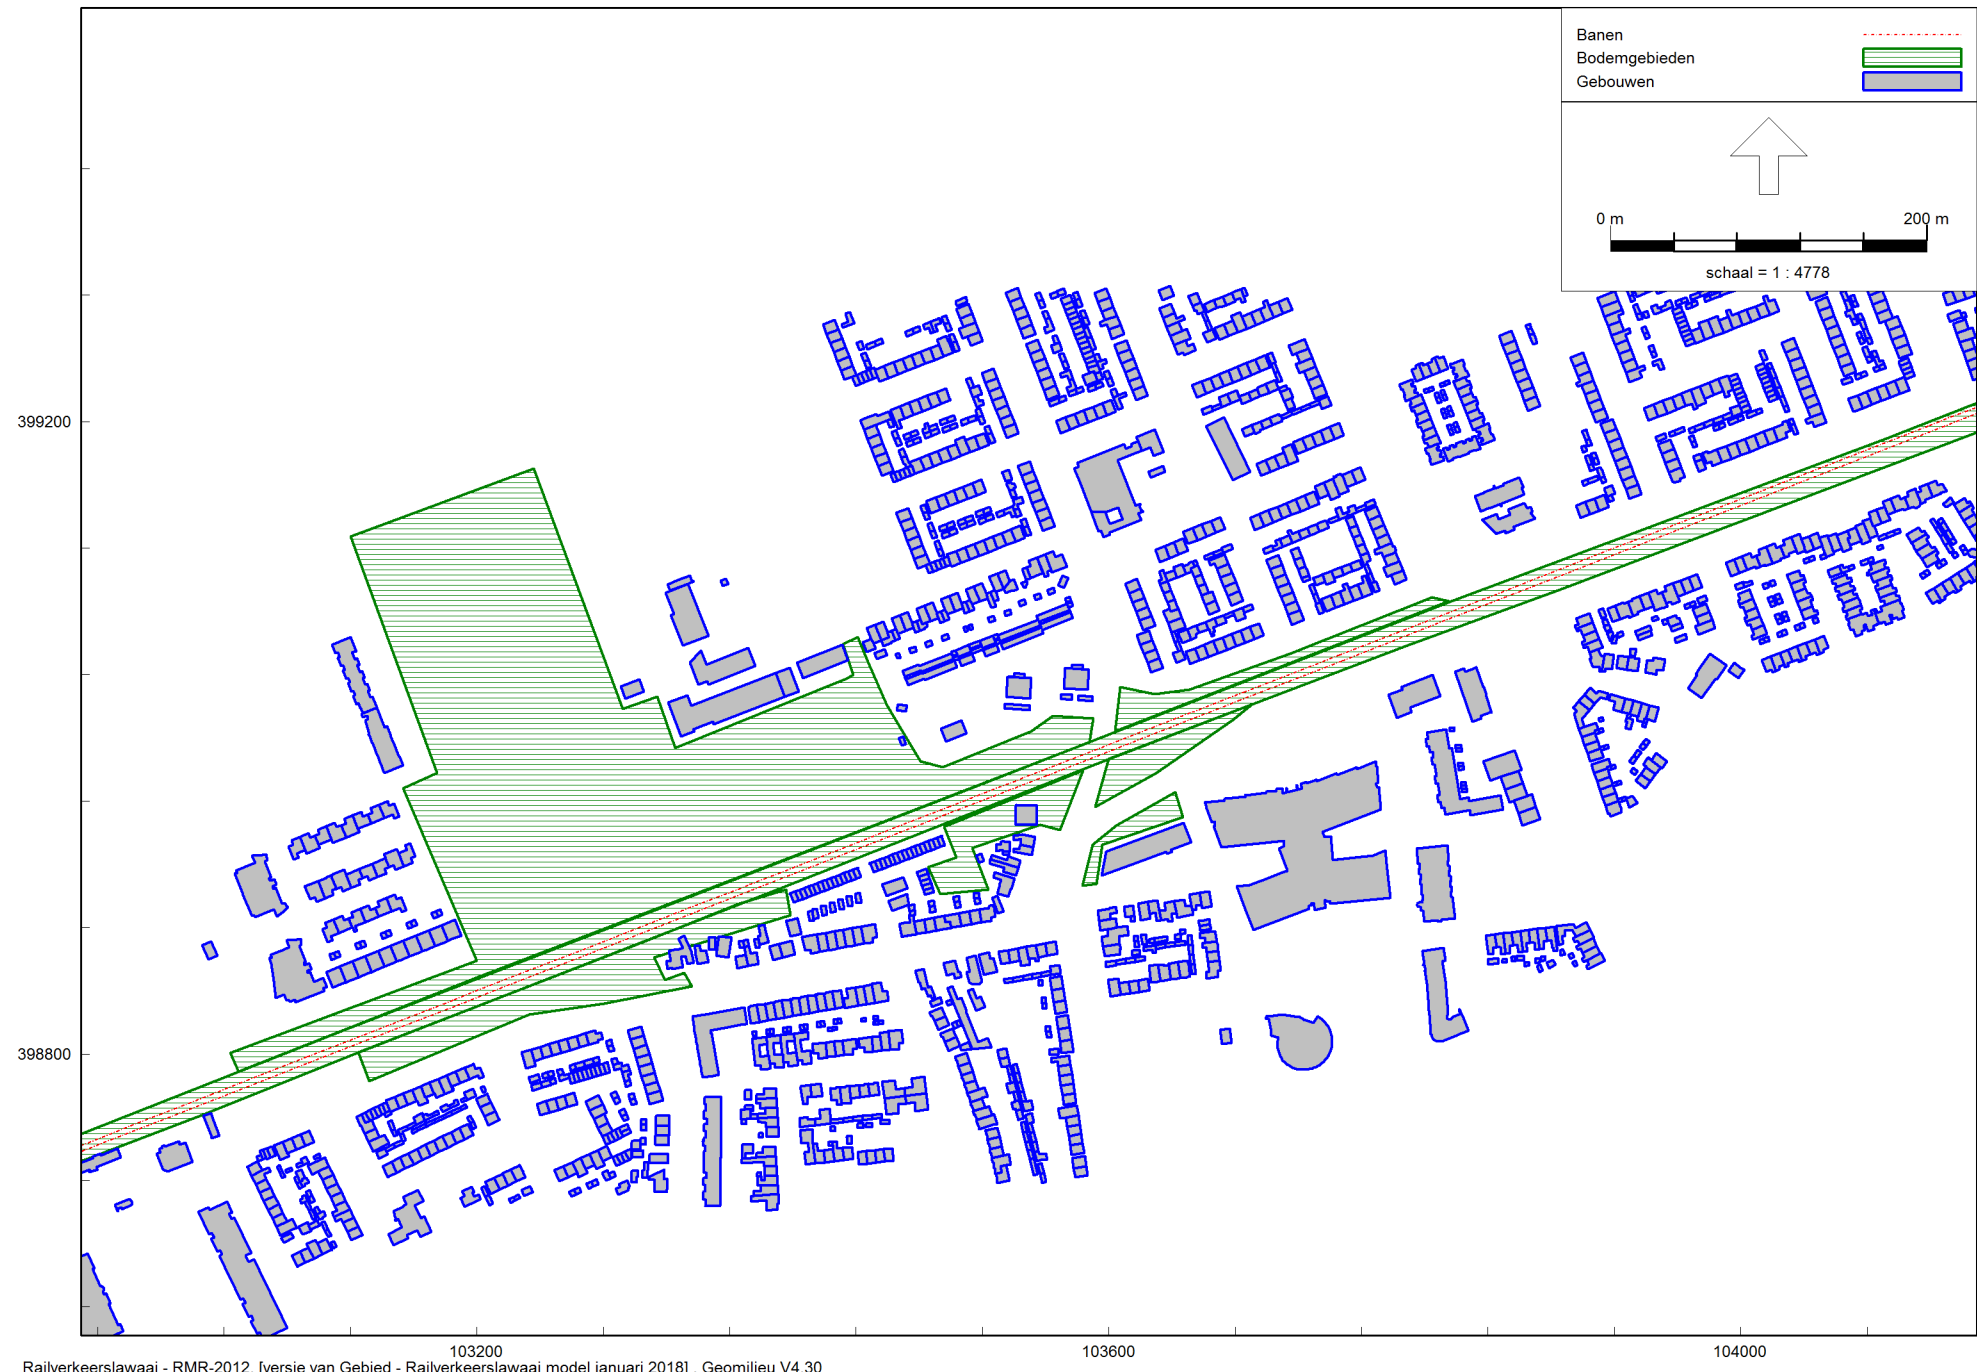 Banen
Bodemgebieden
Gebouwen
0 m 200 m
schaal = 1 : 4778
399200
398800
103200 103600 104000
Railverkeerslawaai - RMR-2012, [versie van Gebied - Railverkeerslawaai model januari 2018] , Geomilieu V4.30